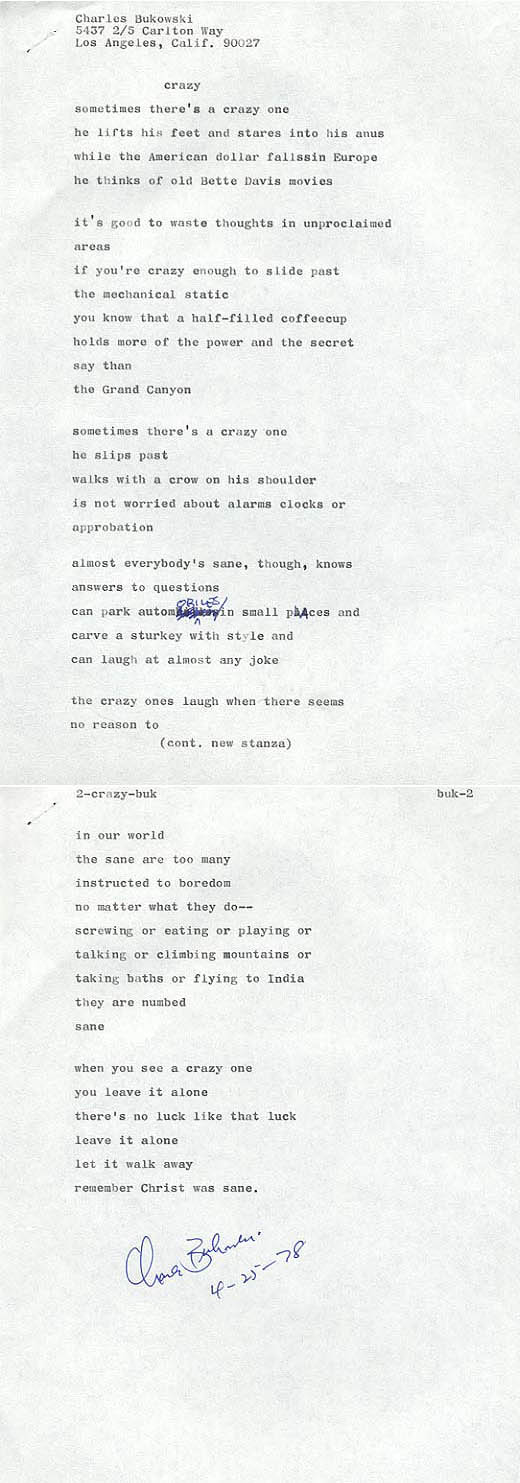 Charles Bukowski
5437 2/5 Carlton Way
Los Angeles, Calif. 90027
crazy
sometimes there's a crazy one
he lifts his feet and stares into his anus
while the American dollar fallssin Europe
he thinks of old Bette Davis movies
it's good to waste thoughts in unproclaimed
areas
if you're crazy enough to slide past
the mechanical static
you know that a half-filled coffeecup
holds more of the power and the secret
say than
the Grand Canyon
sometimes there's a crazy one
he slips past
walks with a crow on his shoulder
is not worried about alarms clocks or
approbation
almost everybody's sane, though, knows
answers to questions
can park automOBILES/in small plAces and
carve a sturkey with style and
can laugh at almost any joke
the crazy ones laugh when there seems
no reason to
(cont. new stanza)
2-crazy-buk buk-2
in our world
the sane are too many
instructed to boredom
no matter what they do--
screwing or eating or playing or
talking or climbing mountains or
taking baths or flying to India
they are numbed
sane
when you see a crazy one
you leave it alone
there's no luck like that luck
leave it alone
let it walk away
remember Christ was sane.
Charles Bukowski
4-25-78